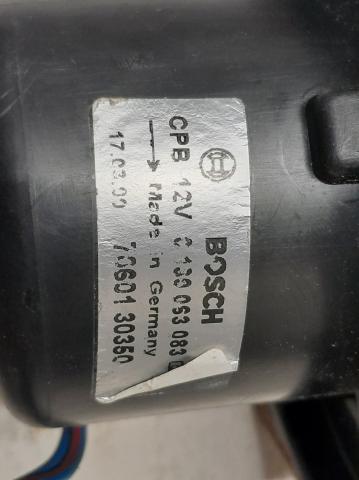 BOSCH
CPB 12V 0 130 063 083
Made in Germany
17.03.00 70601 30350